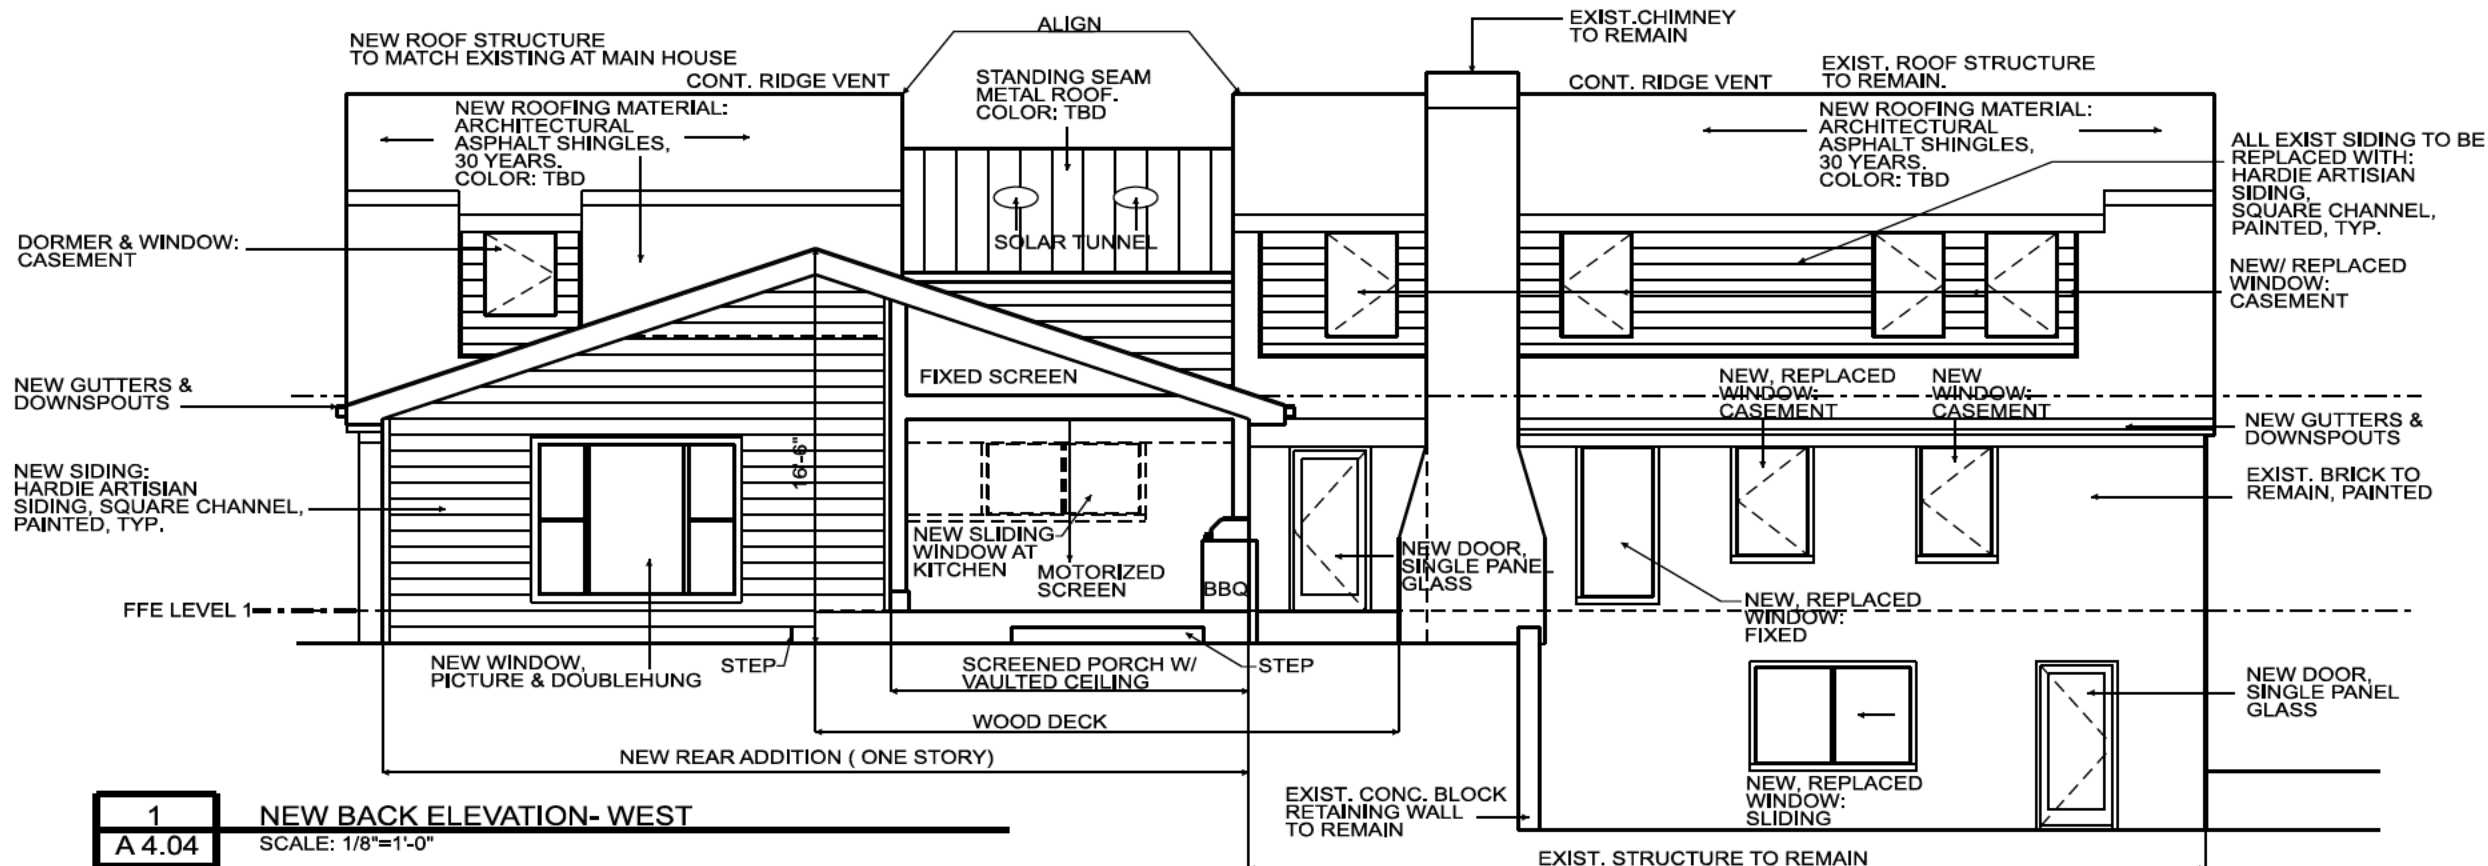 ALIGN
EXIST.CHIMNEY
TO REMAIN
NEW ROOF STRUCTURE
TO MATCH EXISTING AT MAIN HOUSE
CONT. RIDGE VENT
STANDING SEAM
METAL ROOF.
COLOR: TBD
CONT. RIDGE VENT
EXIST. ROOF STRUCTURE
TO REMAIN.
NEW ROOFING MATERIAL:
ARCHITECTURAL
ASPHALT SHINGLES,
30 YEARS.
COLOR: TBD
NEW ROOFING MATERIAL:
ARCHITECTURAL
ASPHALT SHINGLES,
30 YEARS.
COLOR: TBD
ALL EXIST SIDING TO BE
REPLACED WITH:
HARDIE ARTISIAN
SIDING,
SQUARE CHANNEL,
PAINTED, TYP.
DORMER & WINDOW:
CASEMENT
SOLAR TUNNEL
NEW/ REPLACED
WINDOW:
CASEMENT
NEW GUTTERS &
DOWNSPOUTS
FIXED SCREEN
NEW, REPLACED
WINDOW:
CASEMENT
NEW
WINDOW:
CASEMENT
NEW GUTTERS &
DOWNSPOUTS
NEW SIDING:
HARDIE ARTISIAN
SIDING, SQUARE CHANNEL,
PAINTED, TYP.
16'-6"
EXIST. BRICK TO
REMAIN, PAINTED
NEW SLIDING
WINDOW AT
KITCHEN
MOTORIZED
SCREEN
BBQ
NEW DOOR,
SINGLE PANEL
GLASS
FFE LEVEL 1
NEW, REPLACED
WINDOW:
FIXED
NEW WINDOW,
PICTURE & DOUBLEHUNG
STEP
SCREENED PORCH W/
VAULTED CEILING
STEP
NEW DOOR,
SINGLE PANEL
GLASS
WOOD DECK
NEW REAR ADDITION ( ONE STORY)
EXIST. CONC. BLOCK
RETAINING WALL
TO REMAIN
NEW, REPLACED
WINDOW:
SLIDING
1
A 4.04
NEW BACK ELEVATION- WEST
SCALE: 1/8"=1'-0"
EXIST. STRUCTURE TO REMAIN